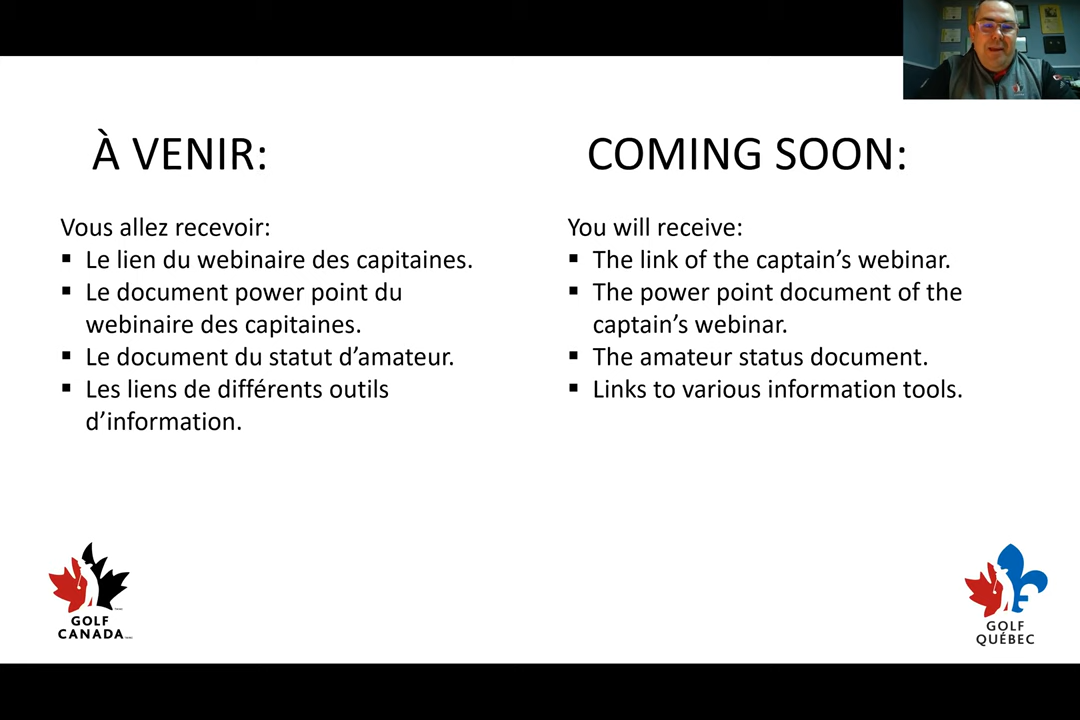 À VENIR:
Vous allez recevoir:
▪ Le lien du webinaire des capitaines.
▪ Le document power point du
webinaire des capitaines.
▪ Le document du statut d’amateur.
▪ Les liens de différents outils
d’information.
COMING SOON:
You will receive:
▪ The link of the captain’s webinar.
▪ The power point document of the
captain’s webinar.
▪ The amateur status document.
▪ Links to various information tools.
GOLF
CANADA
GOLF
QUÉBEC